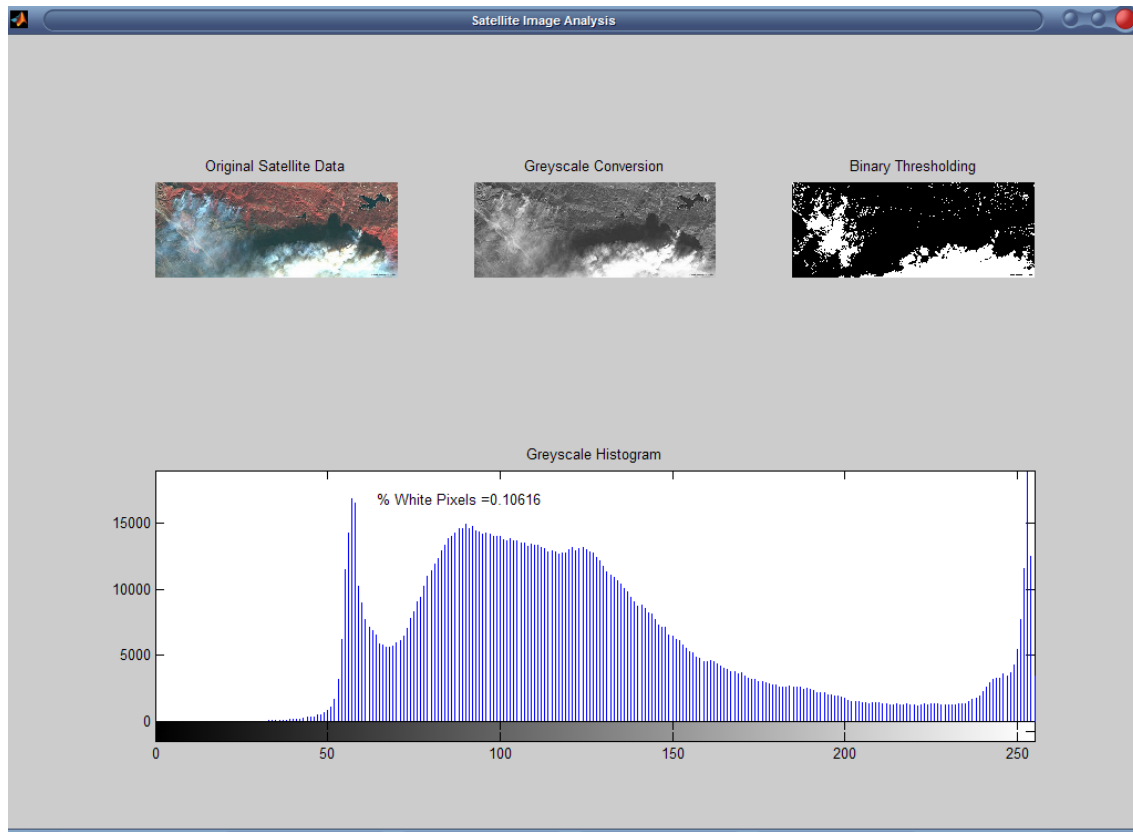 Satellite Image Analysis
Original Satellite Data
Greyscale Conversion
Binary Thresholding
Greyscale Histogram
% White Pixels =0.10616
15000
10000
5000
0
0 50 100 150 200 250